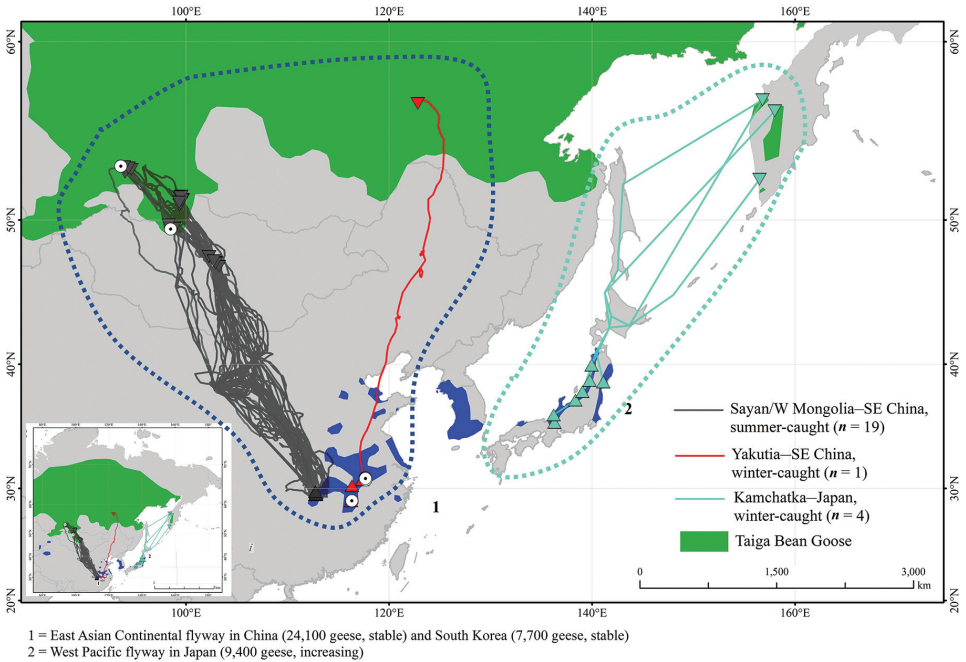 100°E 120°E 140°E 160°E
60°N 60°N
50°N 50°N
40°N 40°N
30°N 30°N
20°N 20°N
2
1
i
Sayan/W Mongolia–SE China,
summer-caught (n = 19)
Yakutia–SE China,
winter-caught (n = 1)
Kamchatka–Japan,
winter-caught (n = 4)
Taiga Bean Goose
0 1,500 3,000
km
100°E 120°E 140°E 160°E
1 = East Asian Continental flyway in China (24,100 geese, stable) and South Korea (7,700 geese, stable)
2 = West Pacific flyway in Japan (9,400 geese, increasing)